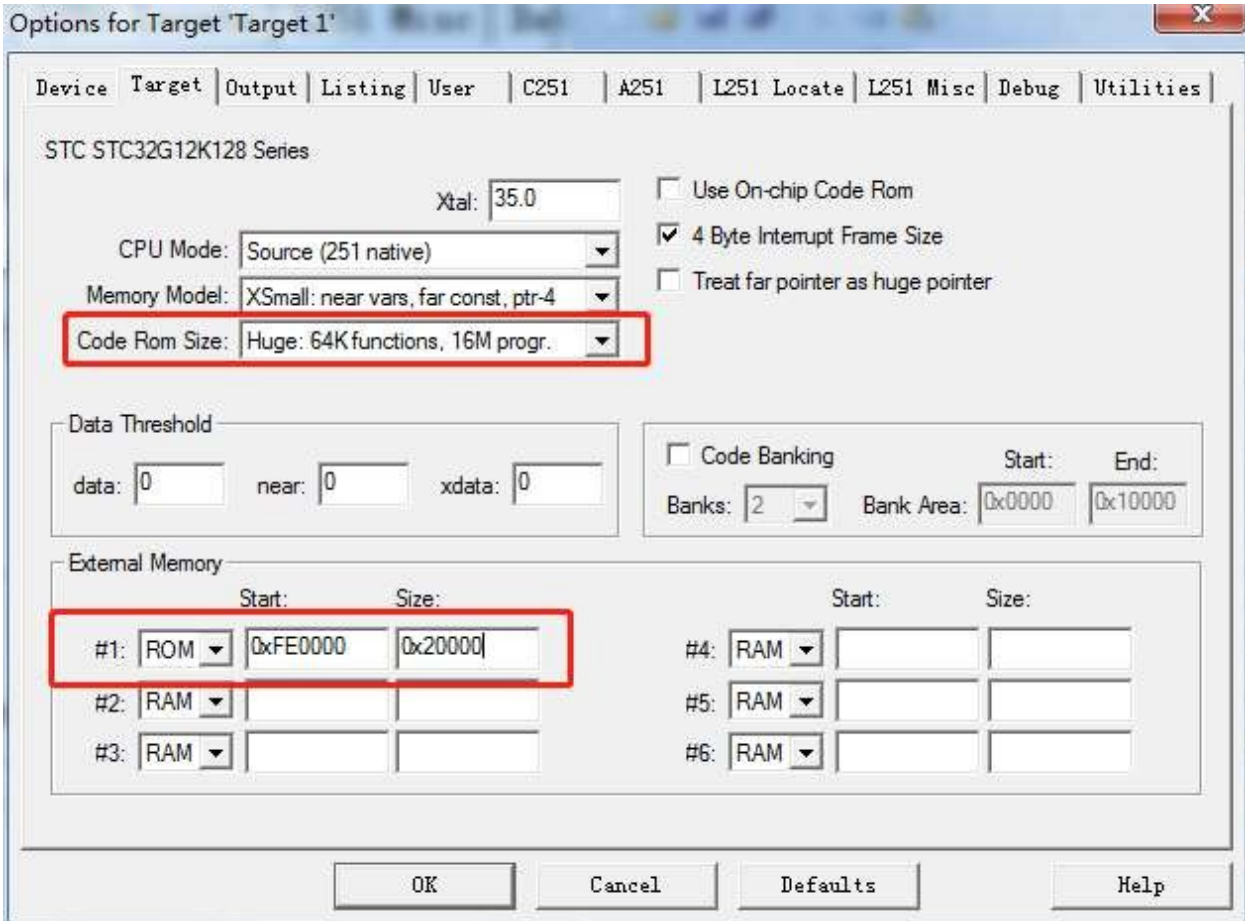 Options for Target 'Target 1'
Device Target Output Listing User C251 A251 L251 Locate L251 Misc Debug Utilities
STC STC32G12K128 Series
Xtal: 35.0
Use On-chip Code Rom
CPU Mode: Source (251 native)
4 Byte Interrupt Frame Size
Memory Model: XSmall: near vars, far const, ptr-4
Treat far pointer as huge pointer
Code Rom Size: Huge: 64K functions, 16M progr.
Data Threshold
data: 0 near: 0 xdata: 0
Code Banking Start: End:
Banks: 2 Bank Area: 0x0000 0x10000
External Memory
Start: Size: Start: Size:
#1: ROM 0xFE0000 0x20000 #4: RAM
#2: RAM #5: RAM
#3: RAM #6: RAM
OK Cancel Defaults Help